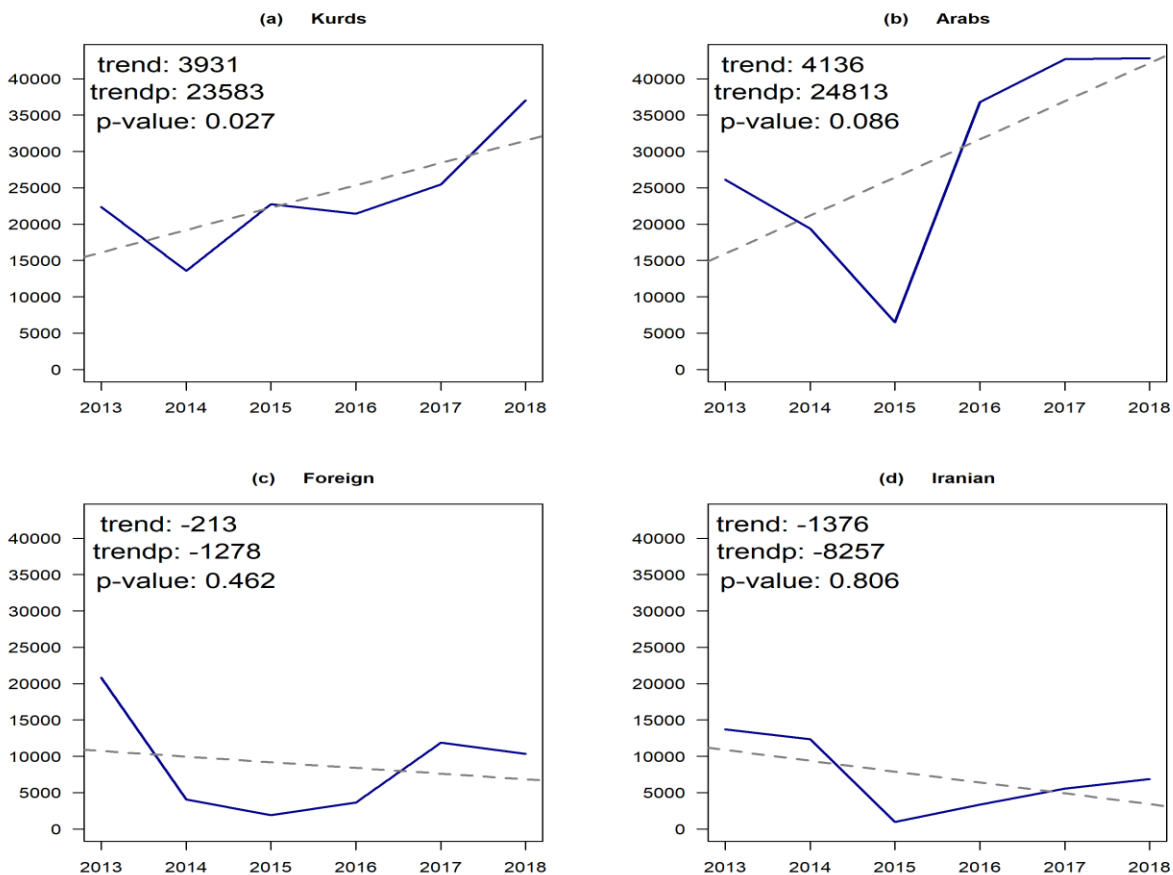 (a) Kurds
trend: 3931
trendp: 23583
p-value: 0.027
40000
35000
30000
25000
20000
15000
10000
5000
0
2013 2014 2015 2016 2017 2018
(b) Arabs
trend: 4136
trendp: 24813
p-value: 0.086
40000
35000
30000
25000
20000
15000
10000
5000
0
2013 2014 2015 2016 2017 2018
(c) Foreign
trend: -213
trendp: -1278
p-value: 0.462
40000
35000
30000
25000
20000
15000
10000
5000
0
2013 2014 2015 2016 2017 2018
(d) Iranian
trend: -1376
trendp: -8257
p-value: 0.806
40000
35000
30000
25000
20000
15000
10000
5000
0
2013 2014 2015 2016 2017 2018